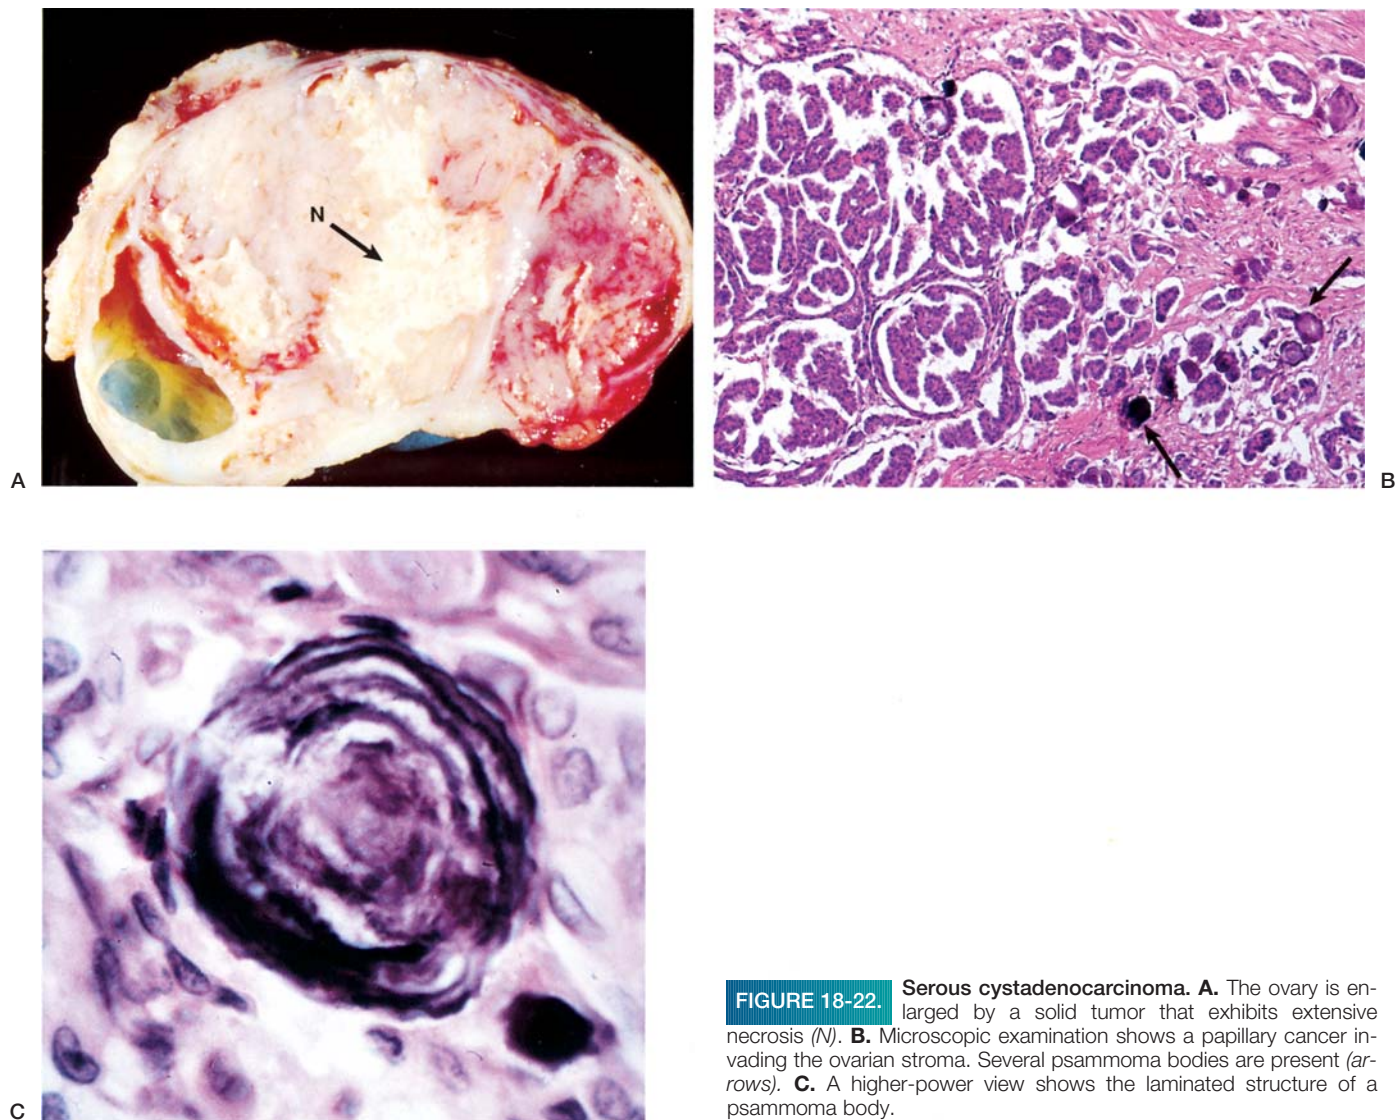 N
A
B
C
FIGURE 18-22. Serous cystadenocarcinoma. A. The ovary is en-
larged by a solid tumor that exhibits extensive
necrosis (N). B. Microscopic examination shows a papillary cancer in-
vading the ovarian stroma. Several psammoma bodies are present (ar-
rows). C. A higher-power view shows the laminated structure of a
psammoma body.